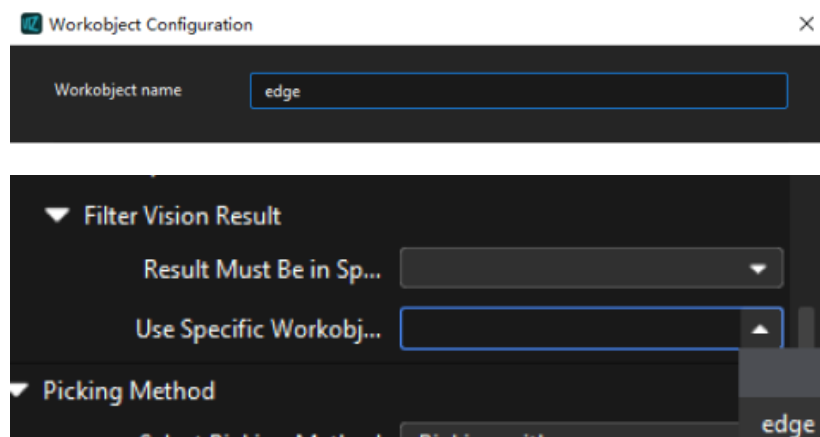 Workobject Configuration
Workobject name edge
Filter Vision Result
Result Must Be in Sp...
Use Specific Workobj...
Picking Method
edge